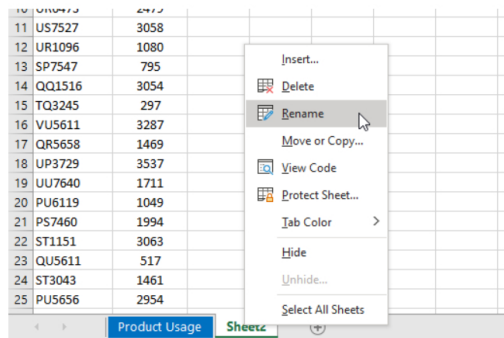 11 US7527 3058
12 UR1096 1080
13 SP7547 795
14 QQ1516 3054
15 TQ3245 297
16 VU5611 3287
17 QR5658 1469
18 UP3729 3537
19 UU7640 1711
20 PU6119 1049
21 PS7460 1994
22 ST1151 3063
23 QU5611 517
24 ST3043 1461
25 PU5656 2954
Insert...
Delete
Rename
Move or Copy...
View Code
Protect Sheet...
Tab Color
Hide
Unhide...
Select All Sheets
Product Usage Sheet2